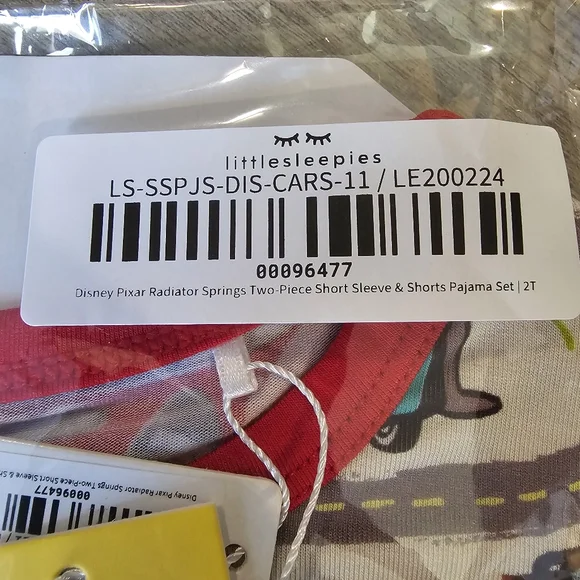 littlesleepies
LS-SSPJS-DIS-CARS-11 / LE200224
00096477
Disney Pixar Radiator Springs Two-Piece Short Sleeve & Shorts Pajama Set | 2T
Disney Pixar Radiator Springs Two-Piece Short Sleeve & Sh
00096477